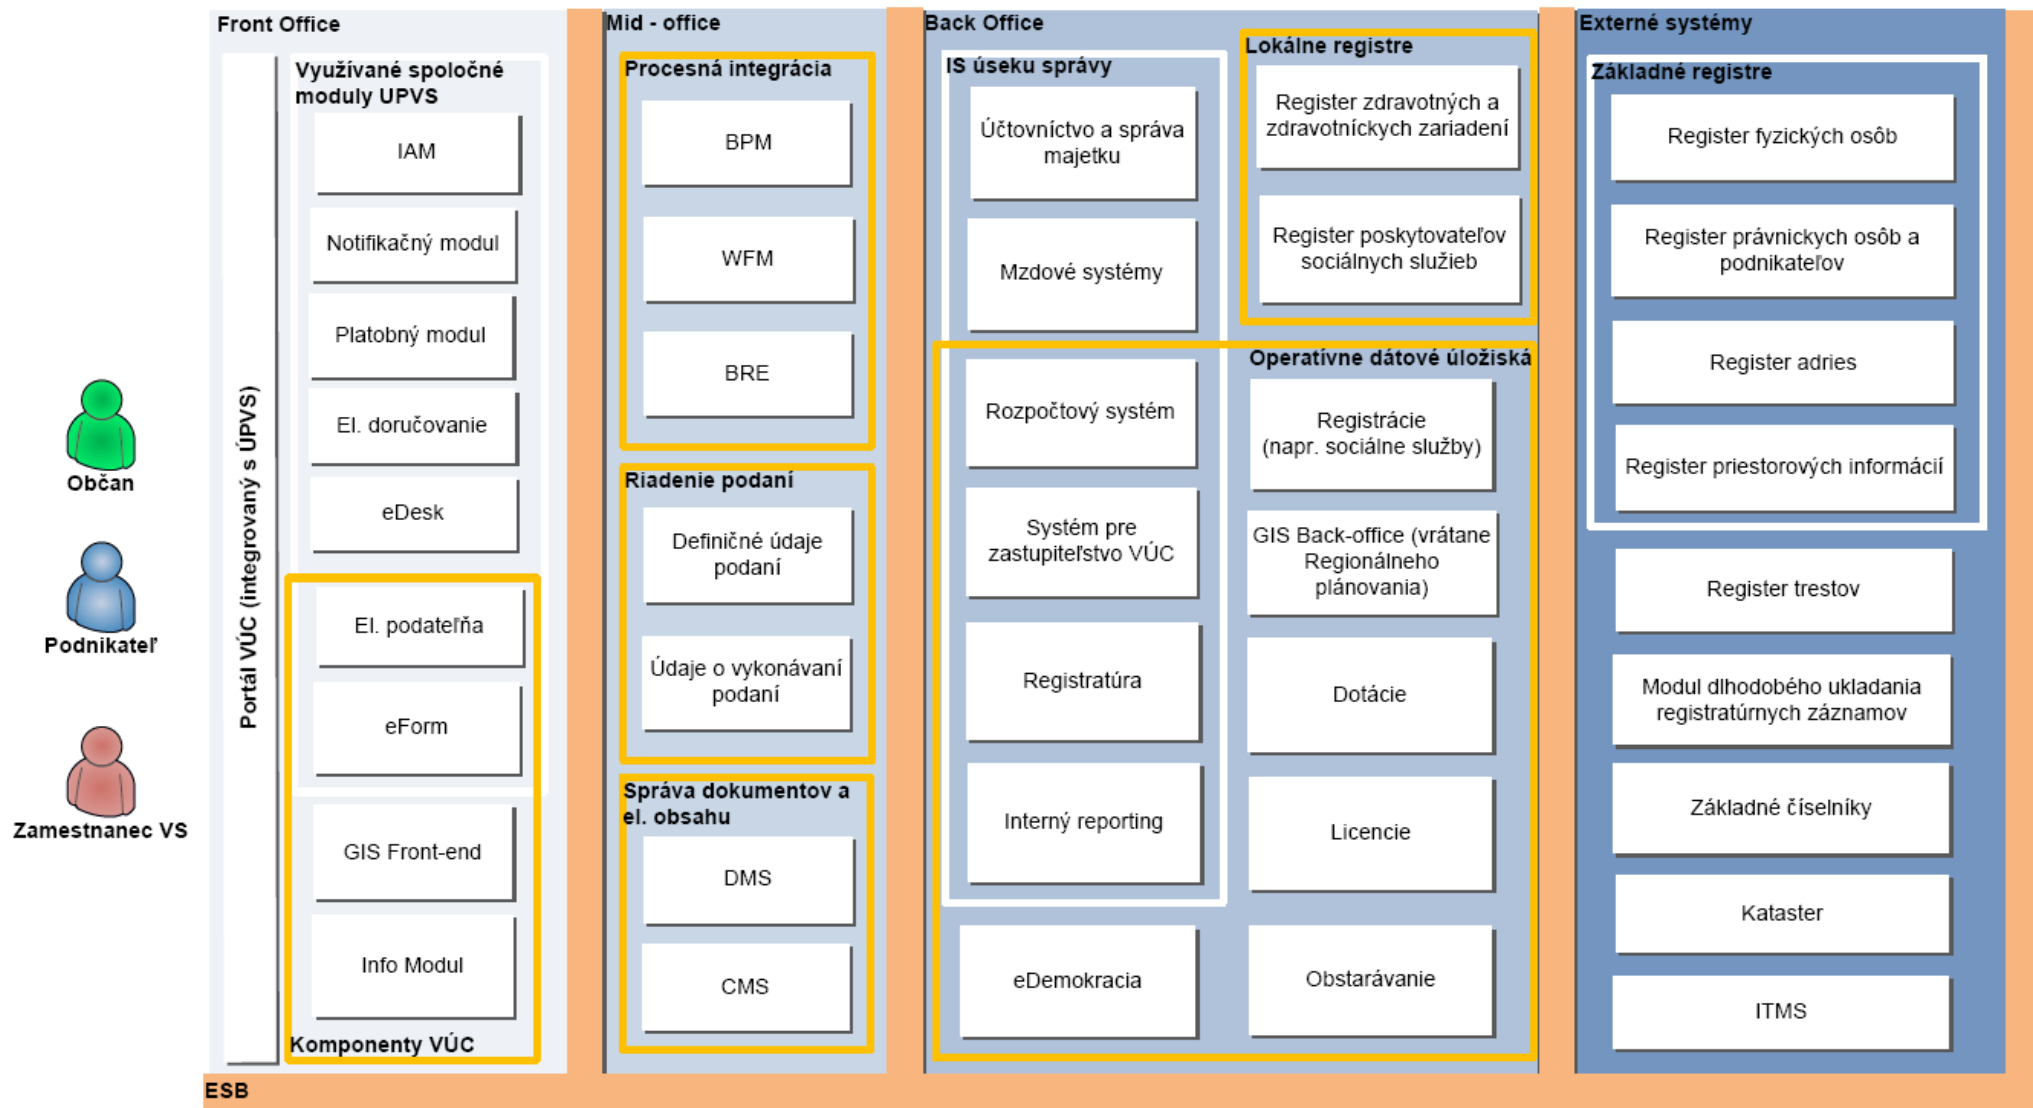 Občan
Podnikateľ
Zamestnanec VS
Front Office
Portál VÚC (integrovaný s ÚPVS)
Využívané spoločné
moduly UPVS
IAM
Notifikačný modul
Platobný modul
El. doručovanie
eDesk
El. podateľňa
eForm
GIS Front-end
Info Modul
Komponenty VÚC
Mid - office
Procesná integrácia
BPM
WFM
BRE
Riadenie podaní
Definičné údaje
podaní
Údaje o vykonávaní
podaní
Správa dokumentov a
el. obsahu
DMS
CMS
Back Office
IS úseku správy
Účtovníctvo a správa
majetku
Mzdové systémy
Rozpočtový systém
Systém pre
zastupiteľstvo VÚC
Registratúra
Interný reporting
eDemokracia
Lokálne registre
Register zdravotných a
zdravotníckych zariadení
Register poskytovateľov
sociálnych služieb
Operatívne dátové úložiská
Registrácie
(napr. sociálne služby)
GIS Back-office (vrátane
Regionálneho
plánovania)
Dotácie
Licencie
Obstarávanie
Externé systémy
Základné registre
Register fyzických osôb
Register právnickych osôb a
podnikateľov
Register adries
Register priestorových informácií
Register trestov
Modul dlhodobého ukladania
registratúrnych záznamov
Základné číselníky
Kataster
ITMS
ESB